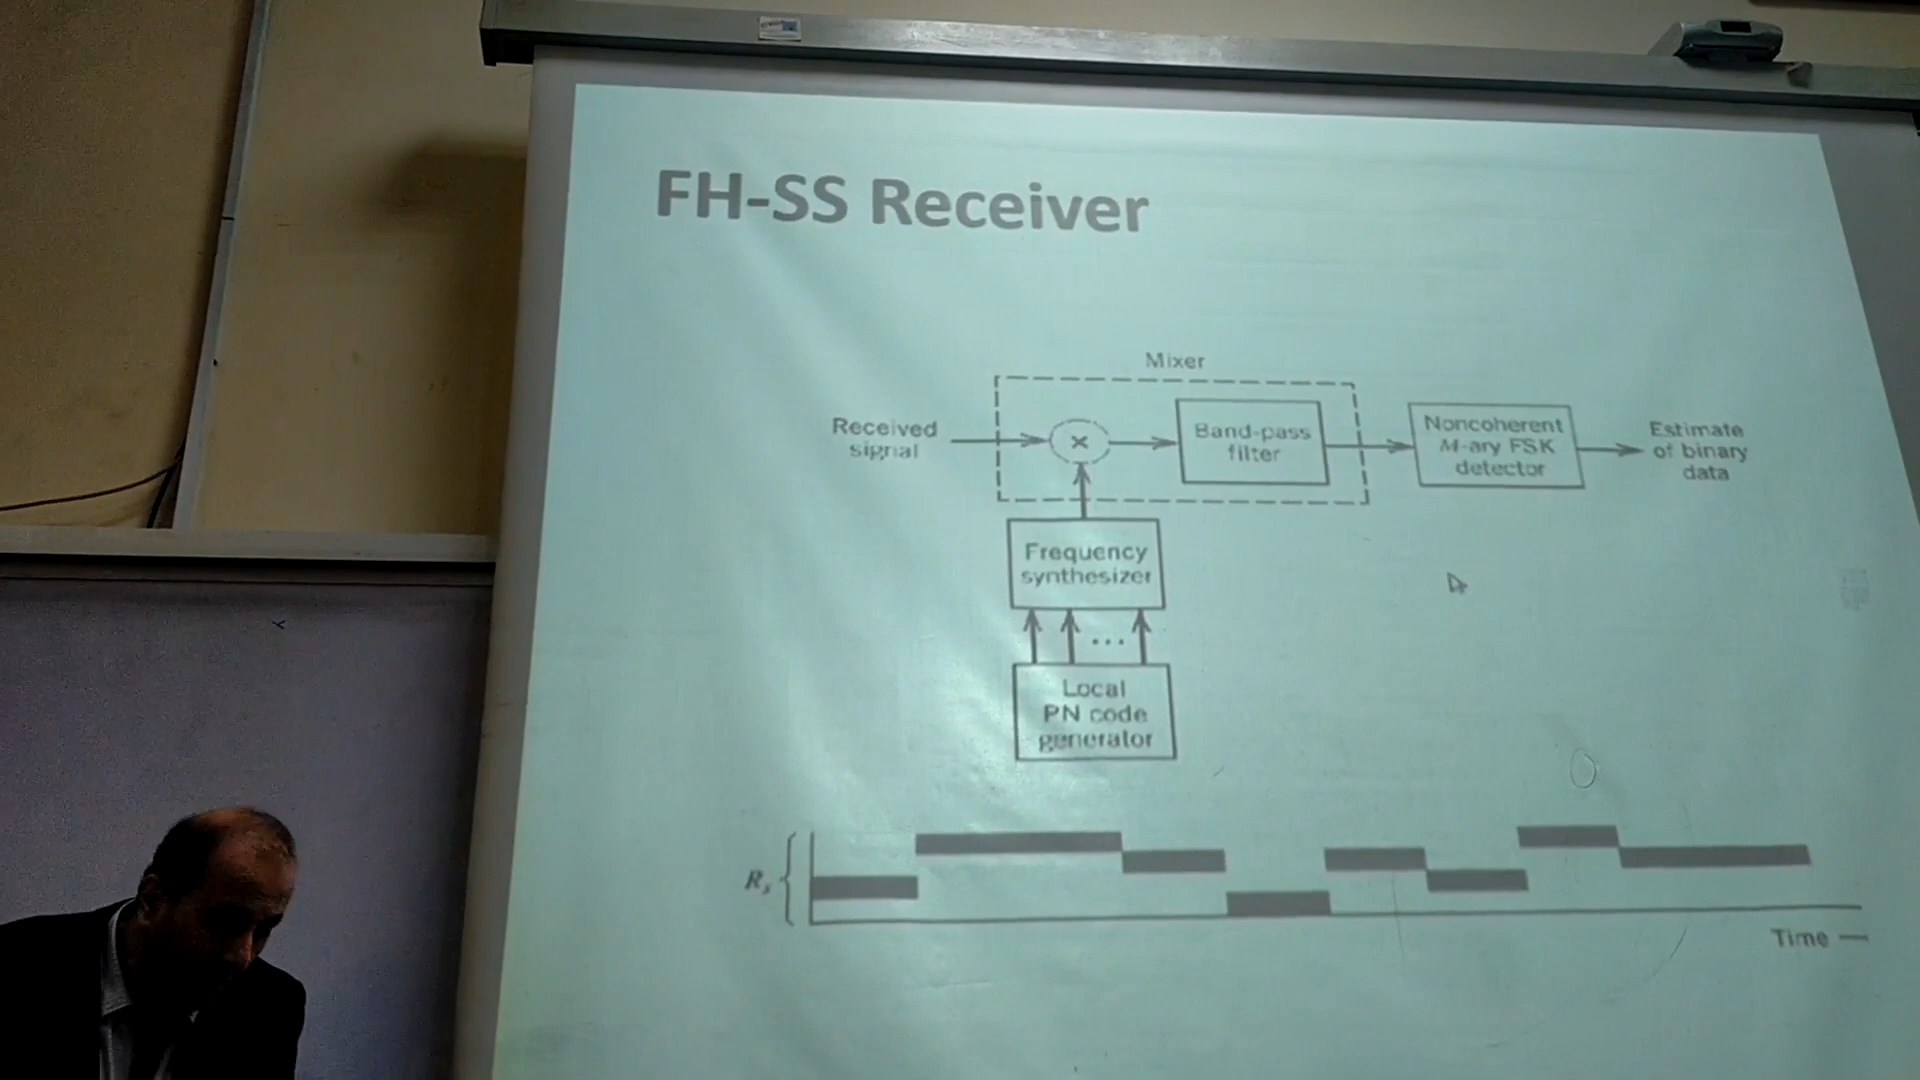 FH-SS Receiver
Mixer
Received
signal
×
Band-pass
filter
Noncoherent
M-ary FSK
detector
Estimate
of binary
data
Frequency
synthesizer
...
Local
PN code
generator
Rs
Time